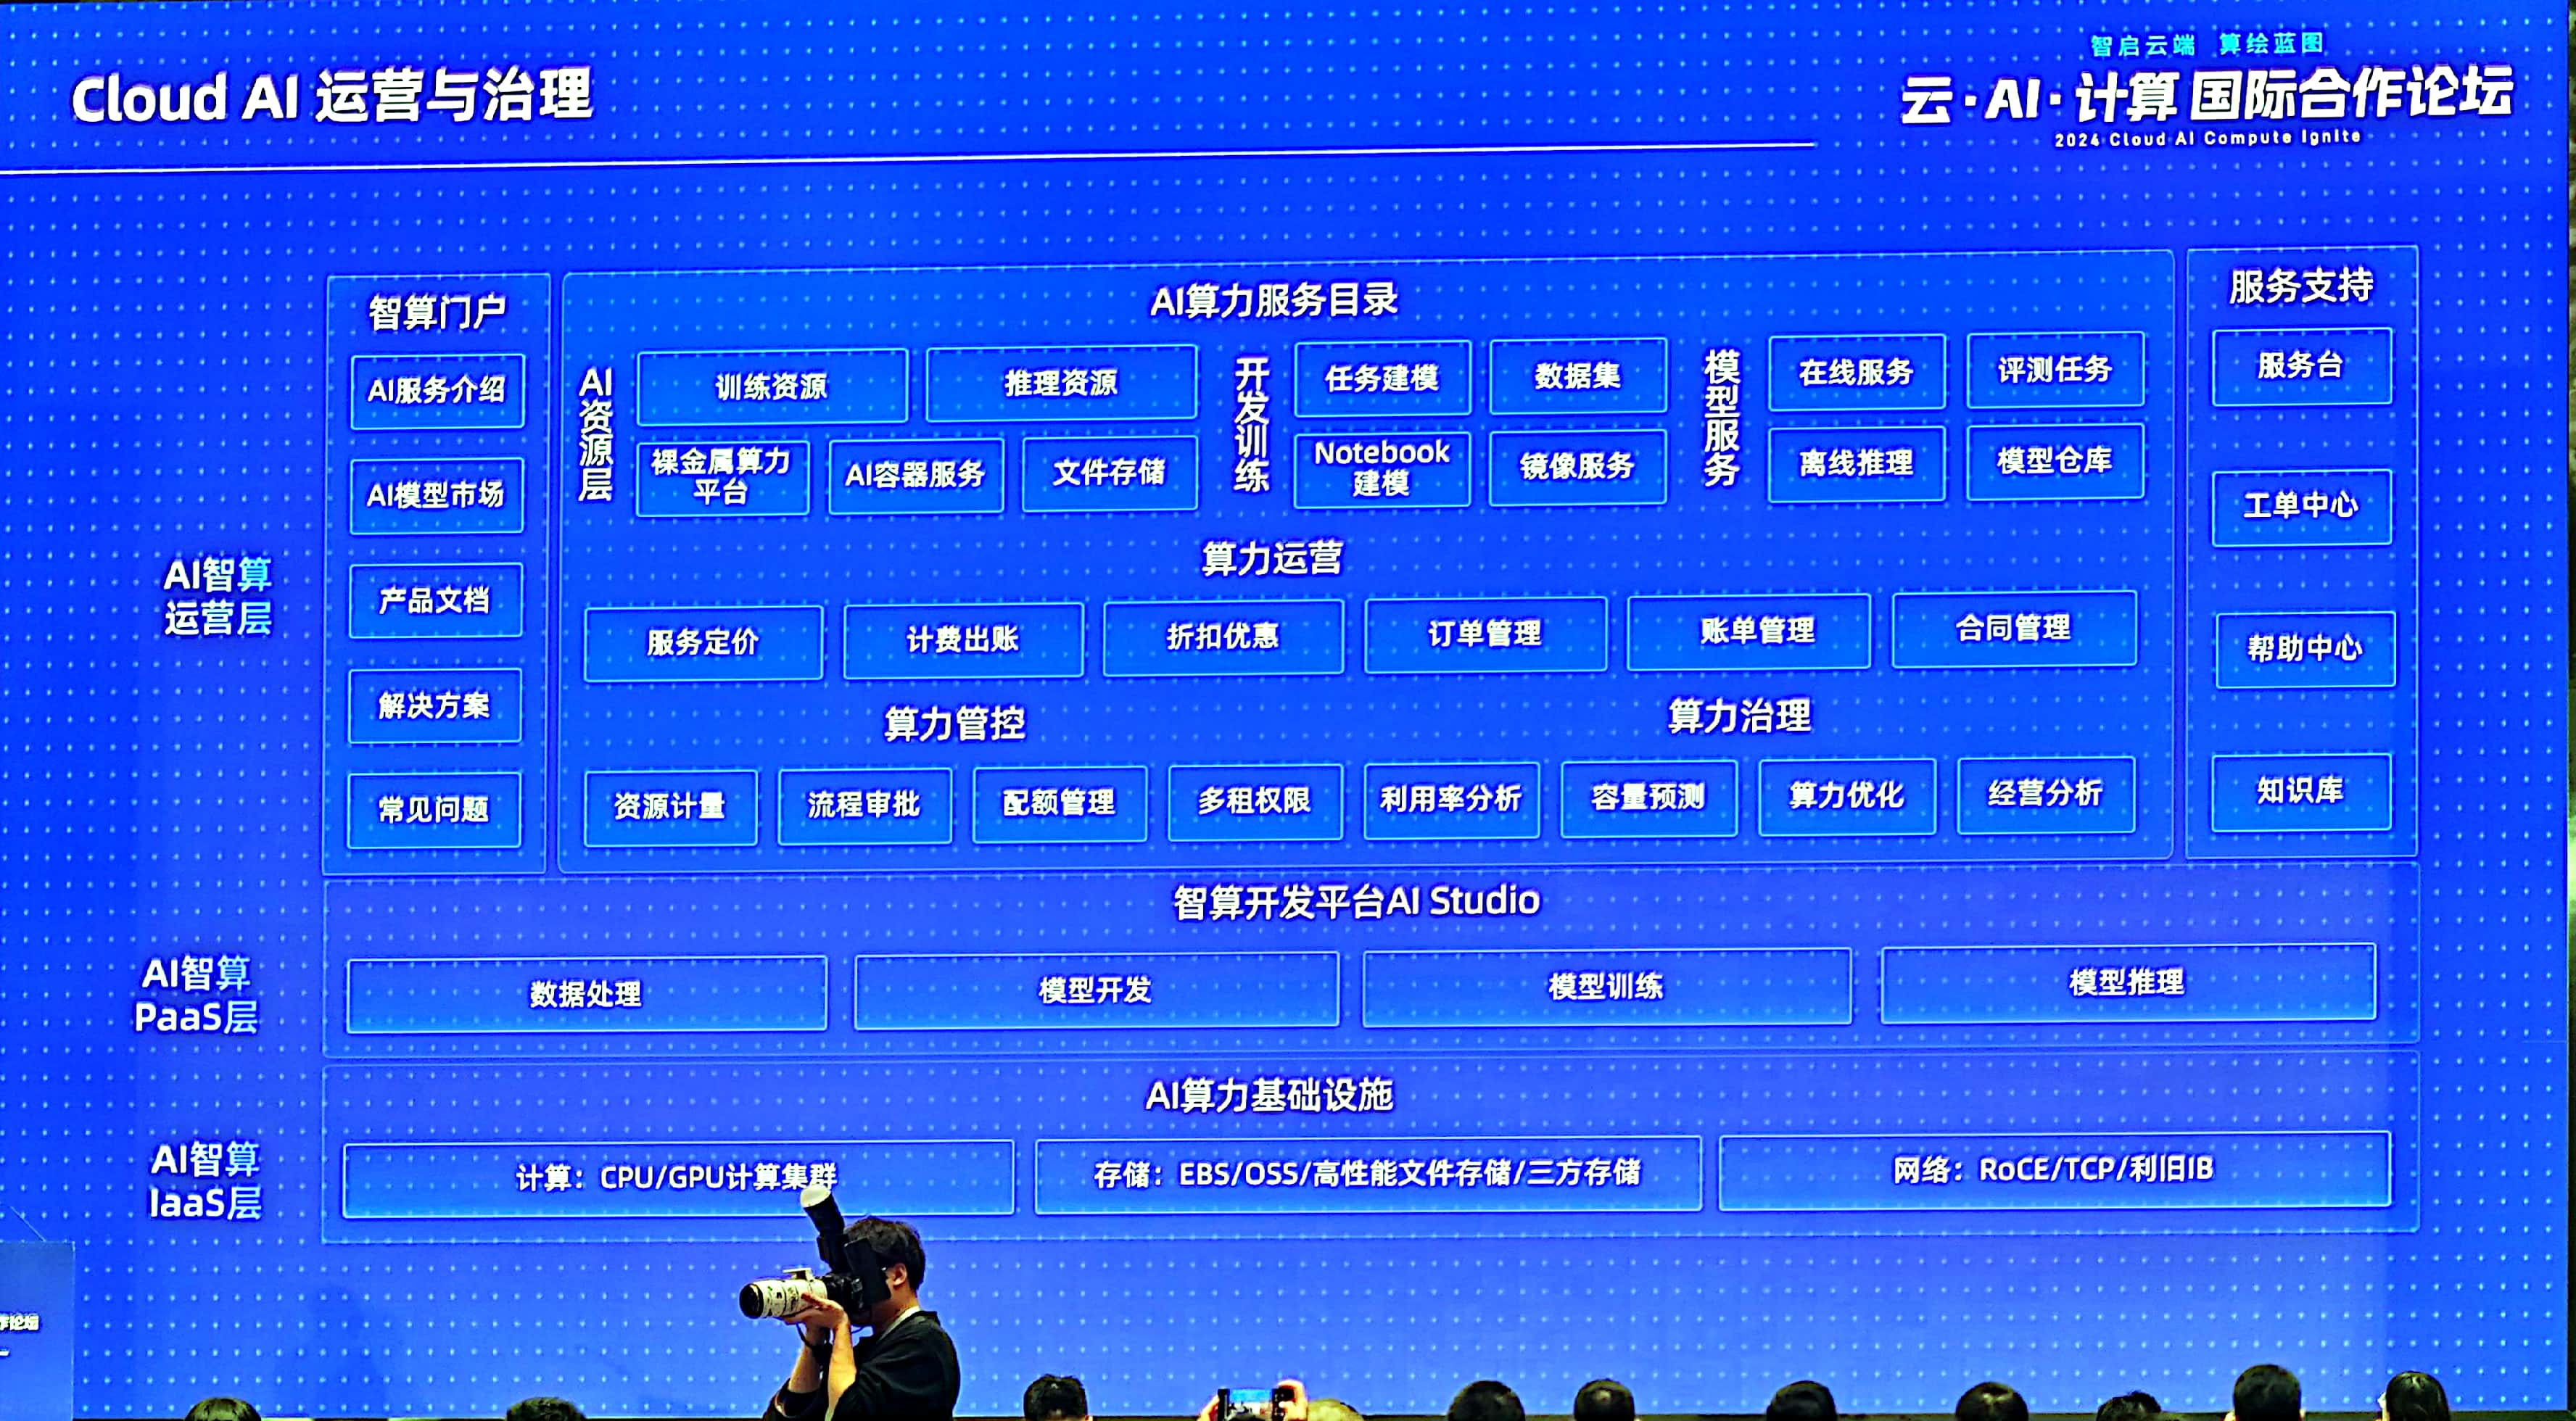 智启云端 算绘蓝图
Cloud AI 运营与治理
云·AI·计算 国际合作论坛
2024 Cloud AI Compute Ignite
AI智算
运营层
智算门户
AI服务介绍
AI模型市场
产品文档
解决方案
常见问题
AI算力服务目录
AI资源层
训练资源
推理资源
裸金属算力
平台
AI容器服务
文件存储
开发训练
任务建模
数据集
Notebook
建模
镜像服务
模型服务
在线服务
评测任务
离线推理
模型仓库
算力运营
服务定价
计费出账
折扣优惠
订单管理
账单管理
合同管理
算力管控
资源计量
流程审批
配额管理
多租权限
算力治理
利用率分析
容量预测
算力优化
经营分析
服务支持
服务台
工单中心
帮助中心
知识库
AI智算
PaaS层
智算开发平台AI Studio
数据处理
模型开发
模型训练
模型推理
AI智算
IaaS层
AI算力基础设施
计算：CPU/GPU计算集群
存储：EBS/OSS/高性能文件存储/三方存储
网络：RoCE/TCP/利旧IB
作论坛